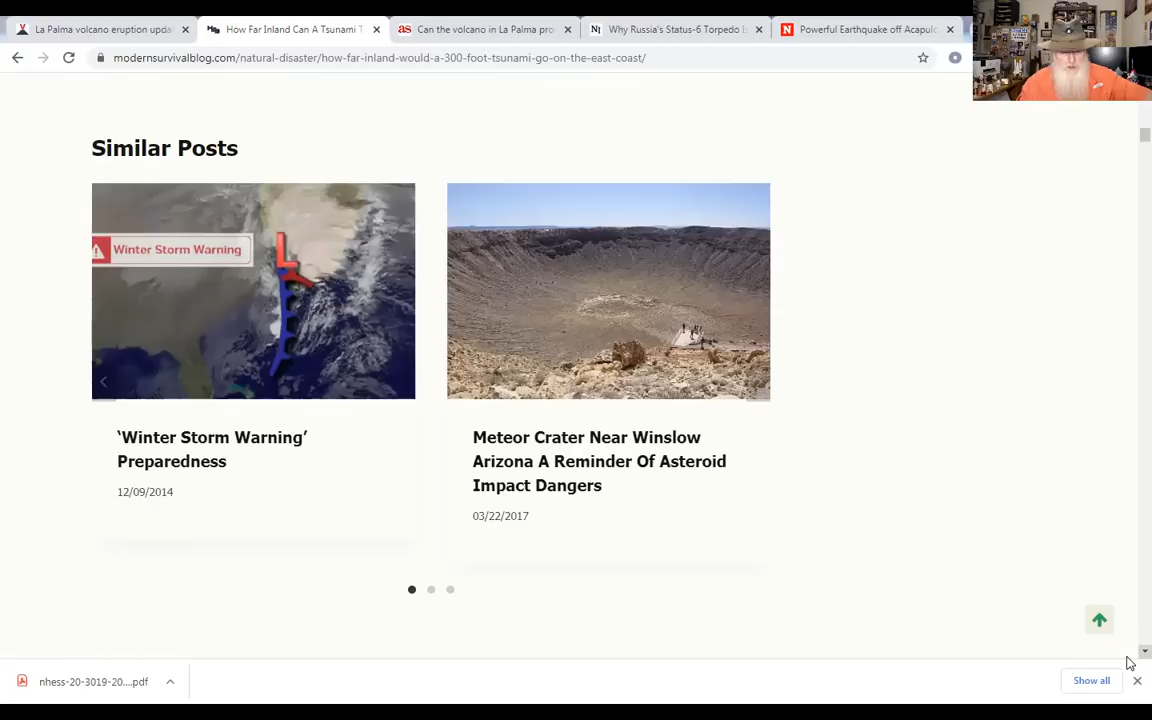 La Palma volcano eruption upda
How Far Inland Can A Tsunami T
as Can the volcano in La Palma pro
NI Why Russia's Status-6 Torpedo Is
N Powerful Earthquake off Acapulc
modernsurvivalblog.com/natural-disaster/how-far-inland-would-a-300-foot-tsunami-go-on-the-east-coast/
Similar Posts
Winter Storm Warning
L
‘Winter Storm Warning’
Preparedness
12/09/2014
Meteor Crater Near Winslow
Arizona A Reminder Of Asteroid
Impact Dangers
03/22/2017
nhess-20-3019-20....pdf
Show all